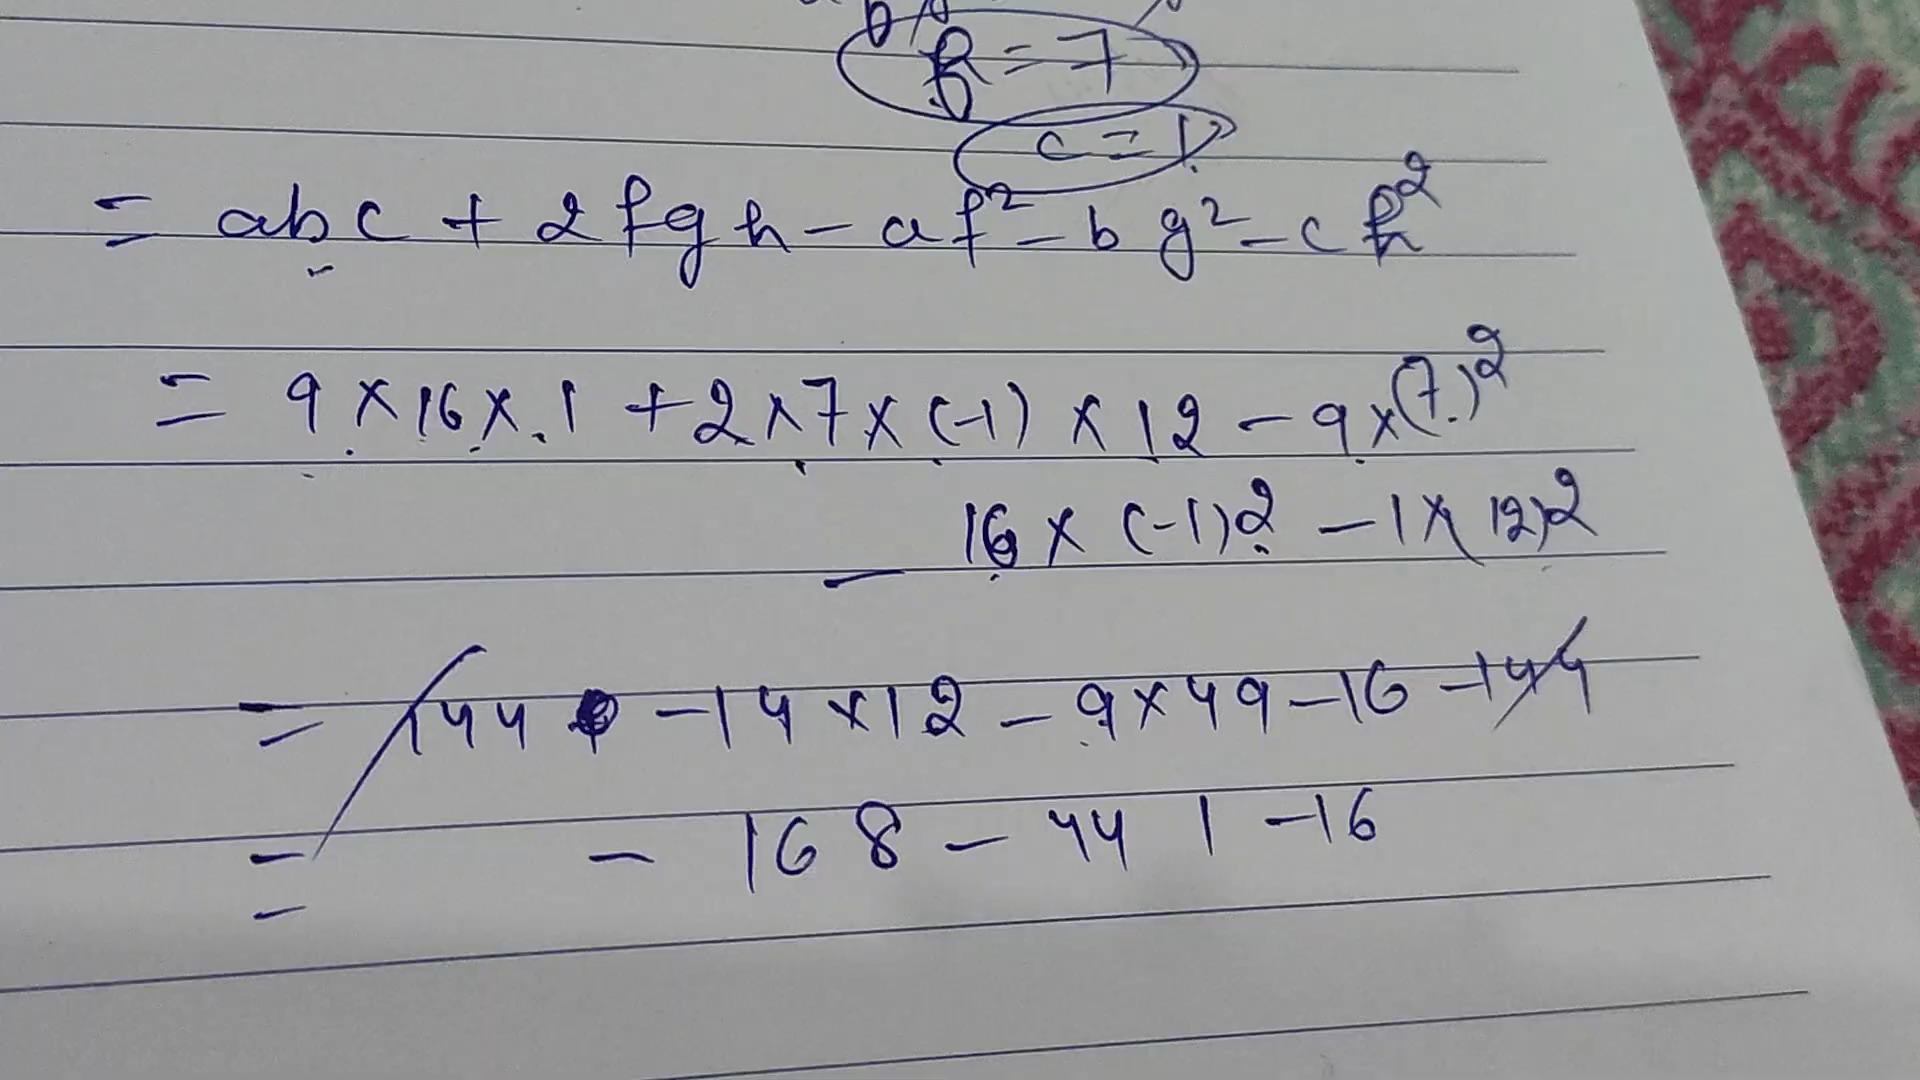 f = 7
c = 1
= abc + 2fgh - af² - bg² - ch²
= 9 × 16 × 1 + 2 × 7 × (-1) × 12 - 9 × (7)²
- 16 × (-1)2 - 1 × (12)2
= 144 - 14 × 12 - 9 × 49 - 16 - 144
= - 168 - 441 - 16